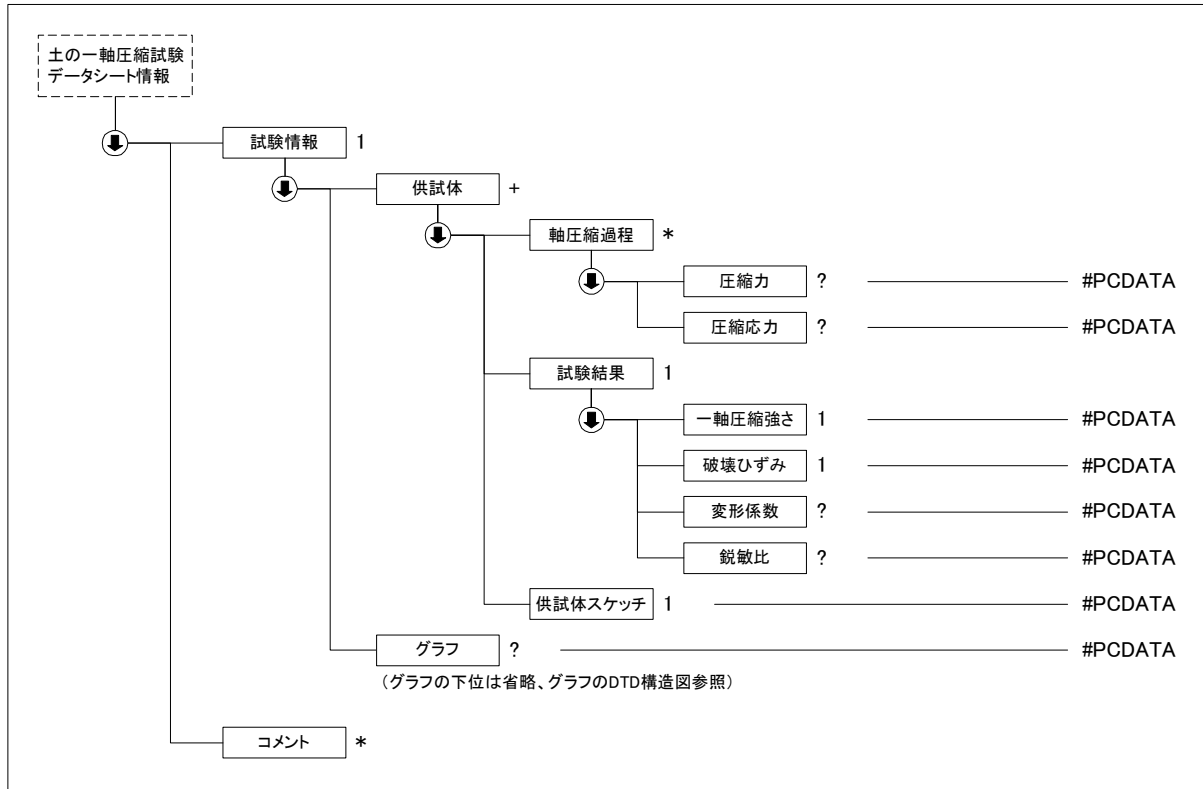 土の一軸圧縮試験
データシート情報
試験情報 1
供試体 +
軸圧縮過程 *
圧縮力 ? #PCDATA
圧縮応力 ? #PCDATA
試験結果 1
一軸圧縮強さ 1 #PCDATA
破壊ひずみ 1 #PCDATA
変形係数 ? #PCDATA
鋭敏比 ? #PCDATA
供試体スケッチ 1 #PCDATA
グラフ ? #PCDATA
（グラフの下位は省略、グラフのDTD構造図参照）
コメント *